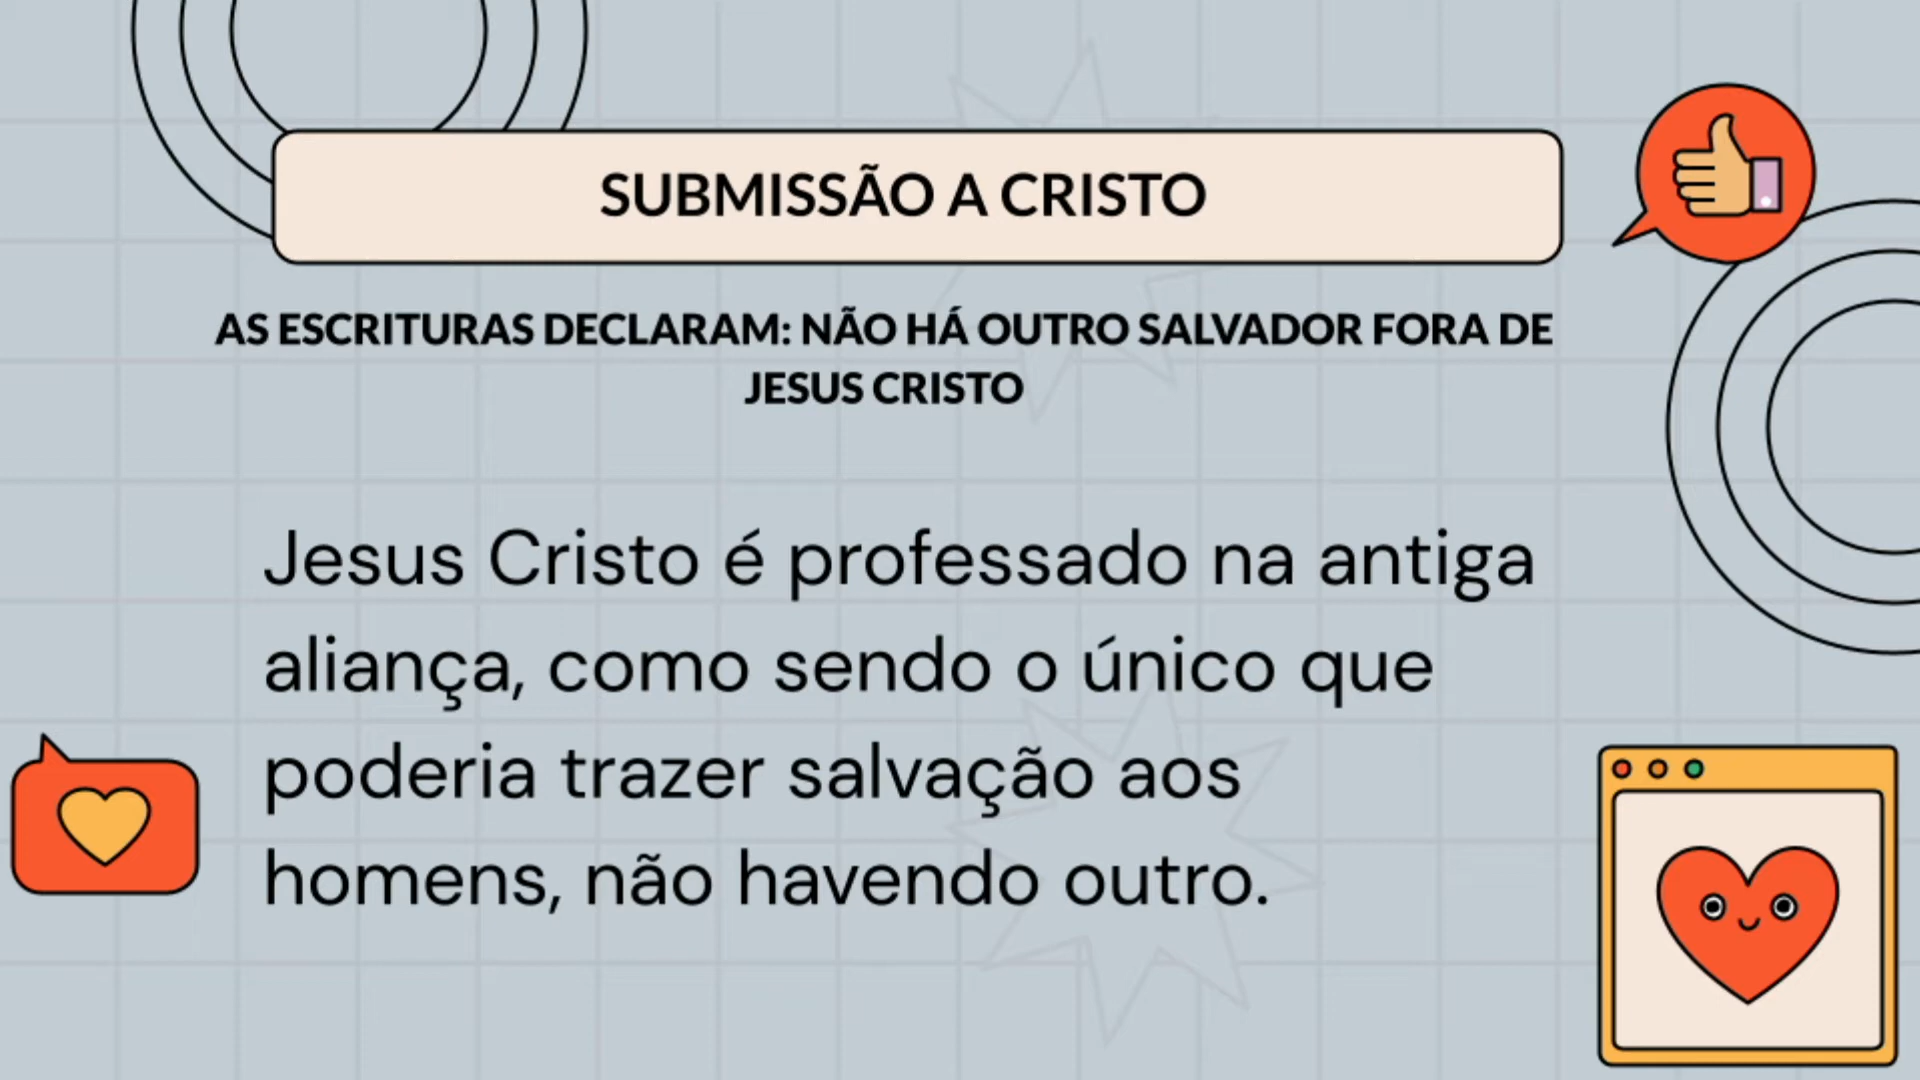 SUBMISSÃO A CRISTO
AS ESCRITURAS DECLARAM: NÃO HÁ OUTRO SALVADOR FORA DE
JESUS CRISTO
Jesus Cristo é professado na antiga
aliança, como sendo o único que
poderia trazer salvação aos
homens, não havendo outro.